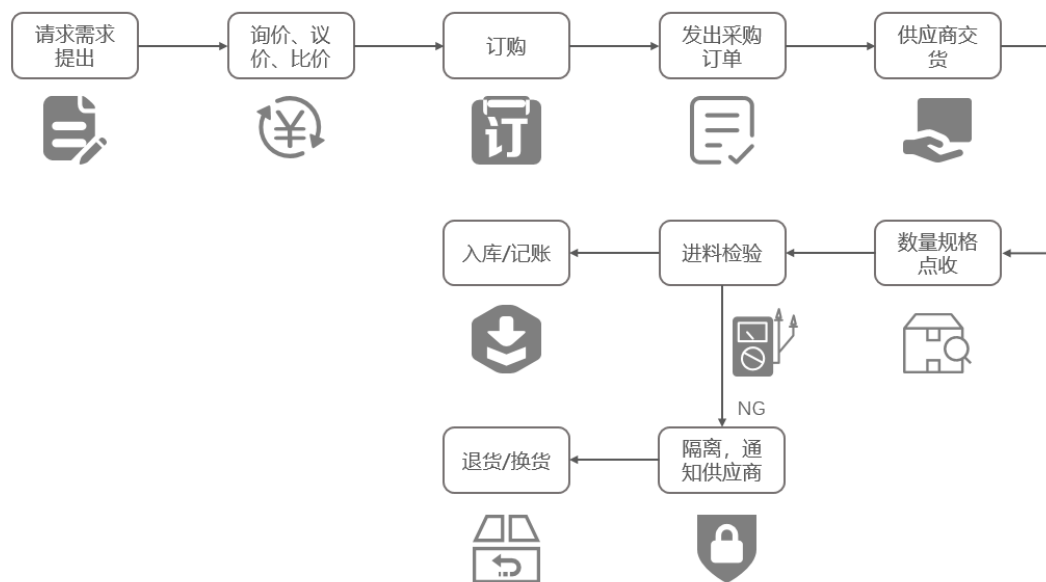 请求需求
提出
询价、议
价、比价
订购
发出采购
订单
供应商交
货
订
入库/记账
进料检验
数量规格
点收
NG
退货/换货
隔离，通
知供应商